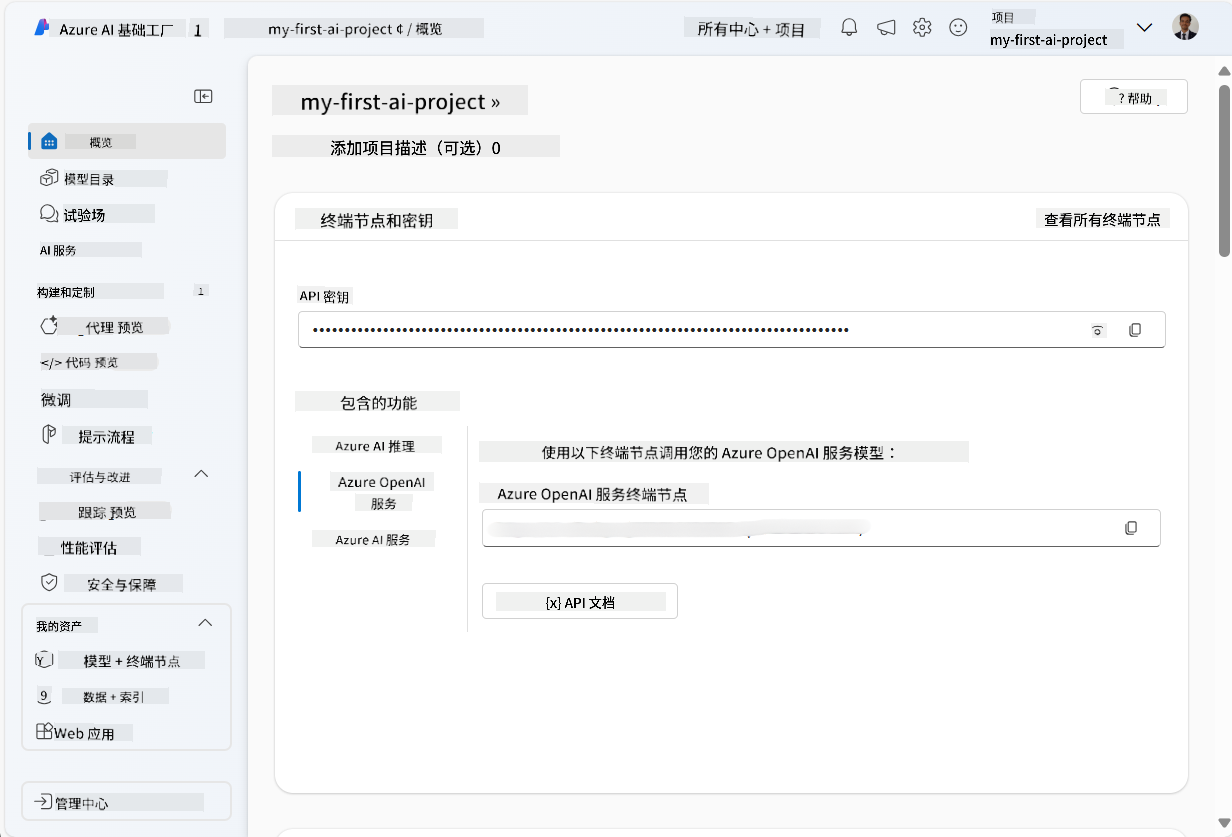 Azure AI 基础工厂 1
my-first-ai-project ¢ / 概览
所有中心 + 项目
项目
my-first-ai-project
概览
模型目录
试验场
AI 服务
构建和定制 1
_代理 预览
</> 代码 预览
微调
提示流程
评估与改进
跟踪 预览
性能评估
安全与保障
我的资产
模型 + 终端节点
9 数据 + 索引
Web 应用
管理中心
my-first-ai-project »
? 帮助
添加项目描述（可选）0
终端节点和密钥
查看所有终端节点
API 密钥
包含的功能
Azure AI 推理
Azure OpenAI
服务
Azure AI 服务
使用以下终端节点调用您的 Azure OpenAI 服务模型：
Azure OpenAI 服务终端节点
{x} API 文档